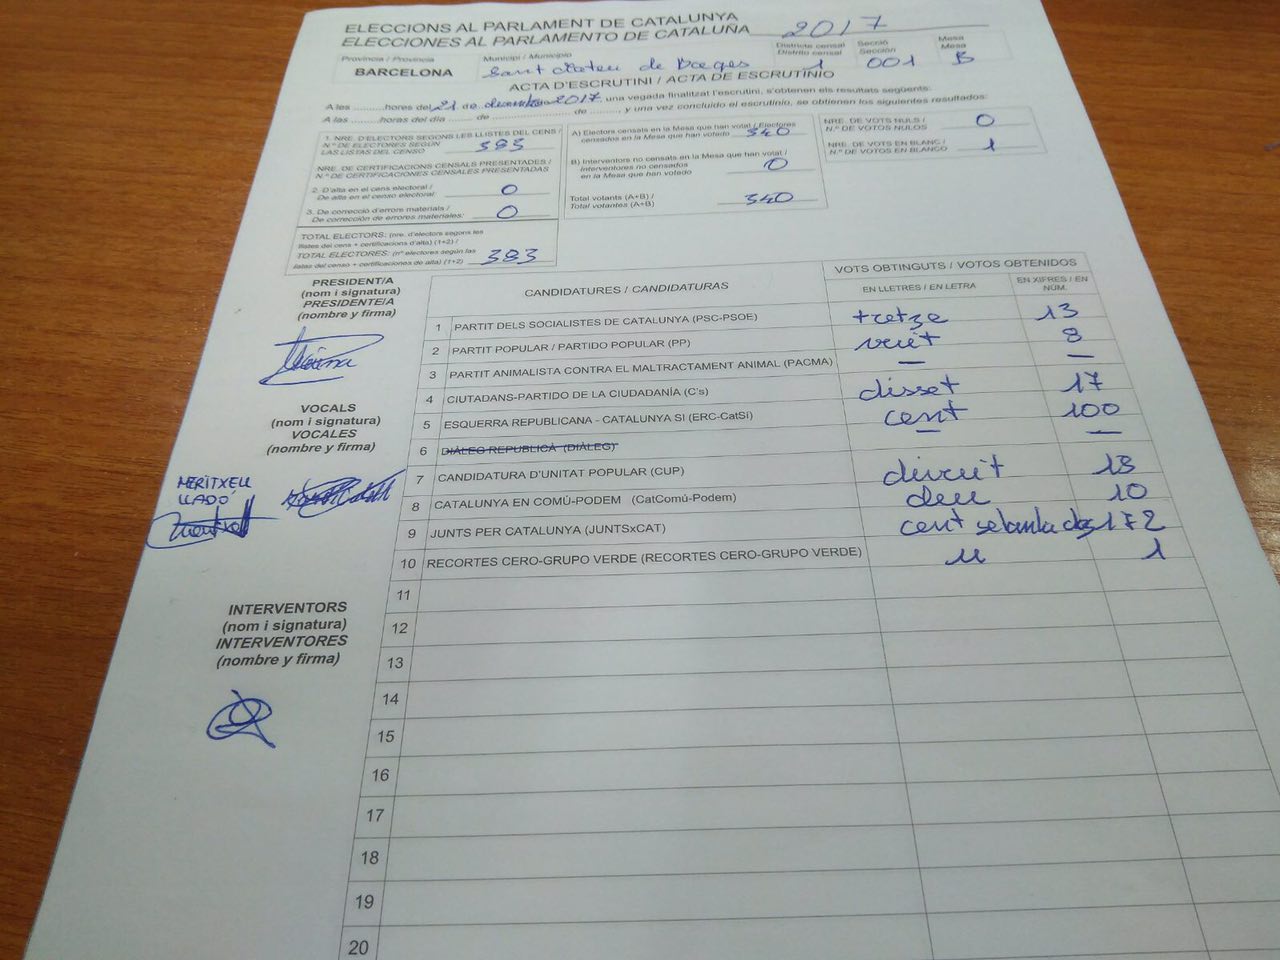 ELECCIONS AL PARLAMENT DE CATALUNYA
ELECCIONES AL PARLAMENTO DE CATALUÑA 2017
Província / Provincia
BARCELONA
Municipi / Municipio
Sant Mateu de Bages
Districte censal
Distrito censal
1
Secció
Sección
001
Mesa
Mesa
B
ACTA D'ESCRUTINI / ACTA DE ESCRUTINIO
A les ..........hores del 21 de desembre 2017, una vegada finalitzat l'escrutini, s'obtenen els resultats següents:
A las ..........horas del día ...... de .................... de ........, y una vez concluido el escrutinio, se obtienen los siguientes resultados:
1. NRE. D'ELECTORS SEGONS LES LLISTES DEL CENS /
N.º DE ELECTORES SEGÚN
LAS LISTAS DEL CENSO 383
NRE. DE CERTIFICACIONS CENSALS PRESENTADES /
N.º DE CERTIFICACIONES CENSALES PRESENTADAS
2. D'alta en el cens electoral /
De alta en el censo electoral: 0
3. De correcció d'errors materials /
De corrección de errores materiales: 0
TOTAL ELECTORS: (nre. d'electors segons les
llistes del cens + certificacions d'alta) (1+2) /
TOTAL ELECTORES: (nº electores según las
listas del censo + certificaciones de alta) (1+2) 383
A) Electors censats en la Mesa que han votat / Electores
censados en la Mesa que han votado 340
B) Interventors no censats en la Mesa que han votat /
Interventores no censados
en la Mesa que han votado 0
Total votants (A+B) /
Total votantes (A+B) 340
NRE. DE VOTS NULS /
N.º DE VOTOS NULOS 0
NRE. DE VOTS EN BLANC /
N.º DE VOTOS EN BLANCO 1
PRESIDENT/A
(nom i signatura)
PRESIDENTE/A
(nombre y firma)
VOCALS
(nom i signatura)
VOCALES
(nombre y firma)
MERITXELL
LLADÓ
INTERVENTORS
(nom i signatura)
INTERVENTORES
(nombre y firma)
CANDIDATURES / CANDIDATURAS
VOTS OBTINGUTS / VOTOS OBTENIDOS
EN LLETRES / EN LETRA
EN XIFRES / EN NÚM.
1 PARTIT DELS SOCIALISTES DE CATALUNYA (PSC-PSOE) tretze 13
2 PARTIT POPULAR / PARTIDO POPULAR (PP) vuit 8
3 PARTIT ANIMALISTA CONTRA EL MALTRACTAMENT ANIMAL (PACMA) — —
4 CIUTADANS-PARTIDO DE LA CIUDADANÍA (C's) disset 17
5 ESQUERRA REPUBLICANA - CATALUNYA SI (ERC-CatSí) cent 100
6 DIÀLEG REPUBLICÀ (DIÀLEG) — —
7 CANDIDATURA D'UNITAT POPULAR (CUP) divuit 18
8 CATALUNYA EN COMÚ-PODEM (CatComú-Podem) deu 10
9 JUNTS PER CATALUNYA (JUNTSxCAT) cent setanta dos 172
10 RECORTES CERO-GRUPO VERDE (RECORTES CERO-GRUPO VERDE) u 1
11
12
13
14
15
16
17
18
19
20